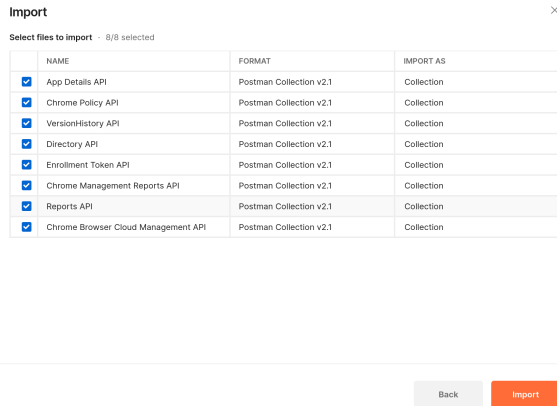 Import
Select files to import · 8/8 selected
NAME FORMAT IMPORT AS
App Details API Postman Collection v2.1 Collection
Chrome Policy API Postman Collection v2.1 Collection
VersionHistory API Postman Collection v2.1 Collection
Directory API Postman Collection v2.1 Collection
Enrollment Token API Postman Collection v2.1 Collection
Chrome Management Reports API Postman Collection v2.1 Collection
Reports API Postman Collection v2.1 Collection
Chrome Browser Cloud Management API Postman Collection v2.1 Collection
Back Import